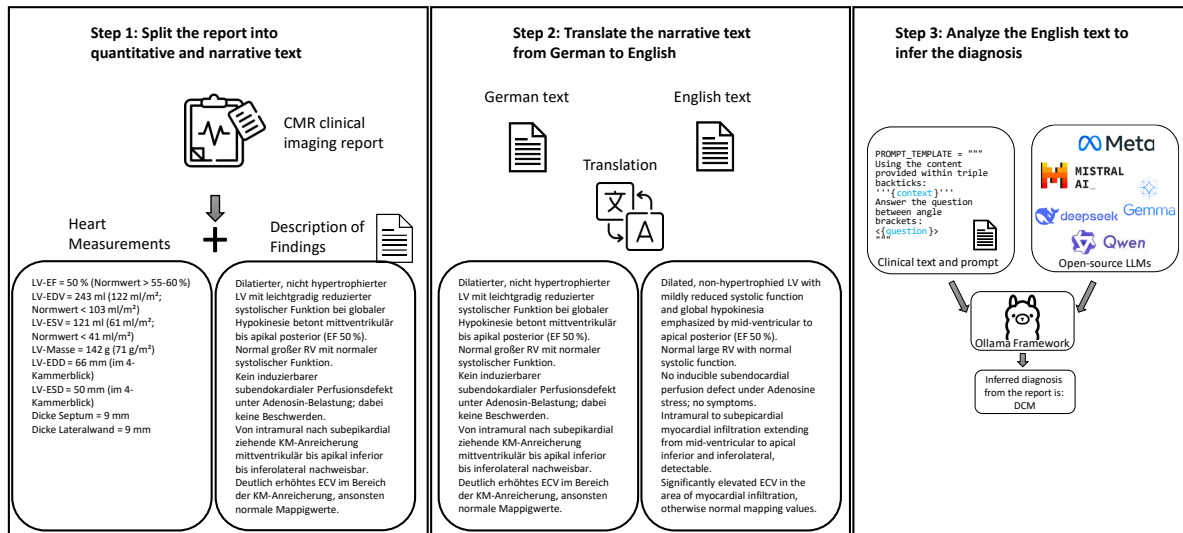 Step 1: Split the report into
quantitative and narrative text
CMR clinical
imaging report
Heart
Measurements
+
Description of
Findings
LV-EF = 50 % (Normwert > 55-60 %)
LV-EDV = 243 ml (122 ml/m²;
Normwert < 103 ml/m²)
LV-ESV = 121 ml (61 ml/m²;
Normwert < 41 ml/m²)
LV-Masse = 142 g (71 g/m²)
LV-EDD = 66 mm (im 4-
Kammerblick)
LV-ESD = 50 mm (im 4-
Kammerblick)
Dicke Septum = 9 mm
Dicke Lateralwand = 9 mm
Dilatierter, nicht hypertrophierter
LV mit leichtgradig reduzierter
systolischer Funktion bei globaler
Hypokinesie betont mittventrikulär
bis apikal posterior (EF 50 %).
Normal großer RV mit normaler
systolischer Funktion.
Kein induzierbarer
subendokardialer Perfusionsdefekt
unter Adenosin-Belastung; dabei
keine Beschwerden.
Von intramural nach subepikardial
ziehende KM-Anreicherung
mittventrikulär bis apikal inferior
bis inferolateral nachweisbar.
Deutlich erhöhtes ECV im Bereich
der KM-Anreicherung, ansonsten
normale Mappigwerte.
Step 2: Translate the narrative text
from German to English
German text
English text
Translation
文
A
Dilatierter, nicht hypertrophierter
LV mit leichtgradig reduzierter
systolischer Funktion bei globaler
Hypokinesie betont mittventrikulär
bis apikal posterior (EF 50 %).
Normal großer RV mit normaler
systolischer Funktion.
Kein induzierbarer
subendokardialer Perfusionsdefekt
unter Adenosin-Belastung; dabei
keine Beschwerden.
Von intramural nach subepikardial
ziehende KM-Anreicherung
mittventrikulär bis apikal inferior
bis inferolateral nachweisbar.
Deutlich erhöhtes ECV im Bereich
der KM-Anreicherung, ansonsten
normale Mappigwerte.
Dilated, non-hypertrophied LV with
mildly reduced systolic function
and global hypokinesia
emphasized by mid-ventricular to
apical posterior (EF 50 %).
Normal large RV with normal
systolic function.
No inducible subendocardial
perfusion defect under Adenosine
stress; no symptoms.
Intramural to subepicardial
myocardial infiltration extending
from mid-ventricular to apical
inferior and inferolateral,
detectable.
Significantly elevated ECV in the
area of myocardial infiltration,
otherwise normal mapping values.
Step 3: Analyze the English text to
infer the diagnosis
PROMPT_TEMPLATE = """
Using the content
provided within triple
backticks:
'''{context}'''
Answer the question
between angle
brackets:
<{question}>
"""
Clinical text and prompt
Meta
MISTRAL
AI_
deepseek
Gemma
Qwen
Open-source LLMs
Ollama Framework
Inferred diagnosis
from the report is:
DCM